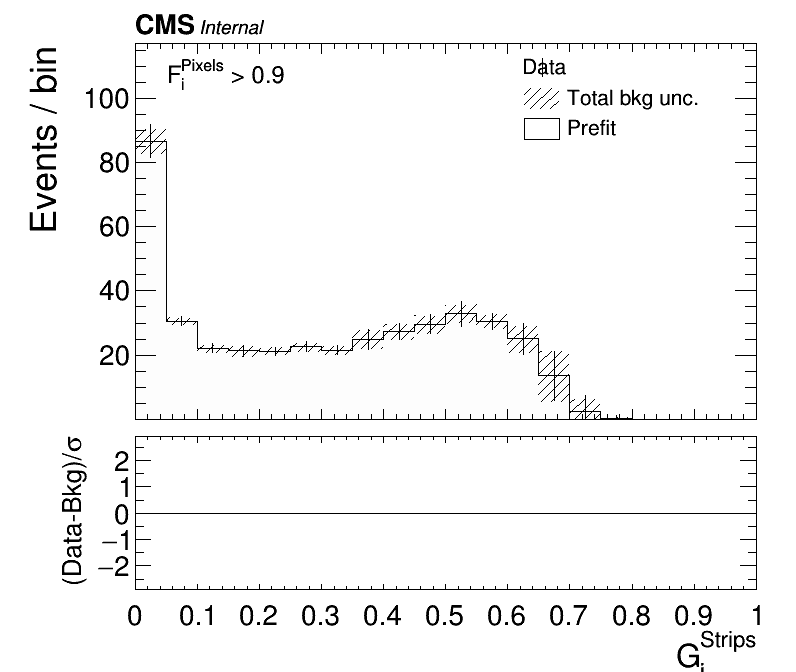 CMS Internal
F_i^Pixels > 0.9
Data
Total bkg unc.
Prefit
Events / bin
100
80
60
40
20
(Data-Bkg)/σ
2
1
0
−1
−2
0 0.1 0.2 0.3 0.4 0.5 0.6 0.7 0.8 0.9 1
G_i^Strips